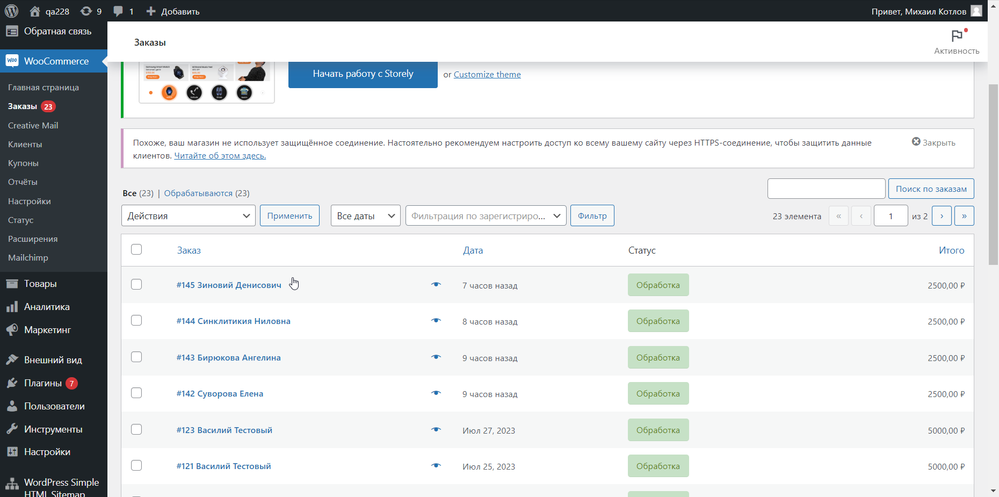 qa228
9
1
Добавить
Привет, Михаил Котлов
Обратная связь
WooCommerce
Главная страница
Заказы 23
Creative Mail
Клиенты
Купоны
Отчёты
Настройки
Статус
Расширения
Mailchimp
Товары
Аналитика
Маркетинг
Внешний вид
Плагины 7
Пользователи
Инструменты
Настройки
WordPress Simple
HTML Sitemap
Заказы
Активность
Начать работу с Storely
or Customize theme
Похоже, ваш магазин не использует защищённое соединение. Настоятельно рекомендуем настроить доступ ко всему вашему сайту через HTTPS-соединение, чтобы защитить данные
клиентов. Читайте об этом здесь.
Закрыть
Все (23) | Обрабатываются (23)
Поиск по заказам
Действия
Применить
Все даты
Фильтрация по зарегистриро...
Фильтр
23 элемента
«
‹
1
из 2
›
»
Заказ Дата Статус Итого
#145 Зиновий Денисович 7 часов назад Обработка 2500,00 ₽
#144 Синклитикия Ниловна 8 часов назад Обработка 2500,00 ₽
#143 Бирюкова Ангелина 9 часов назад Обработка 2500,00 ₽
#142 Суворова Елена 9 часов назад Обработка 2500,00 ₽
#123 Василий Тестовый Июл 27, 2023 Обработка 5000,00 ₽
#121 Василий Тестовый Июл 25, 2023 Обработка 5000,00 ₽